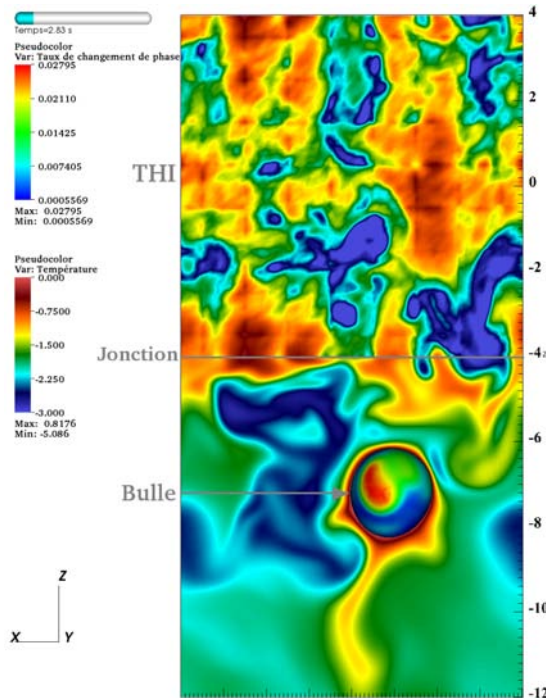 Temps=2.83 s
Pseudocolor
Var: Taux de changement de phase
0.02795
0.02110
0.01425
0.007405
0.0005569
Max: 0.02795
Min: 0.0005569
Pseudocolor
Var: Température
0.000
-0.7500
-1.500
-2.250
-3.000
Max: 0.8176
Min: -5.086
THI
Jonction
Bulle
Z
X
Y
4
2
0
-2
-4
-6
-8
-10
-12